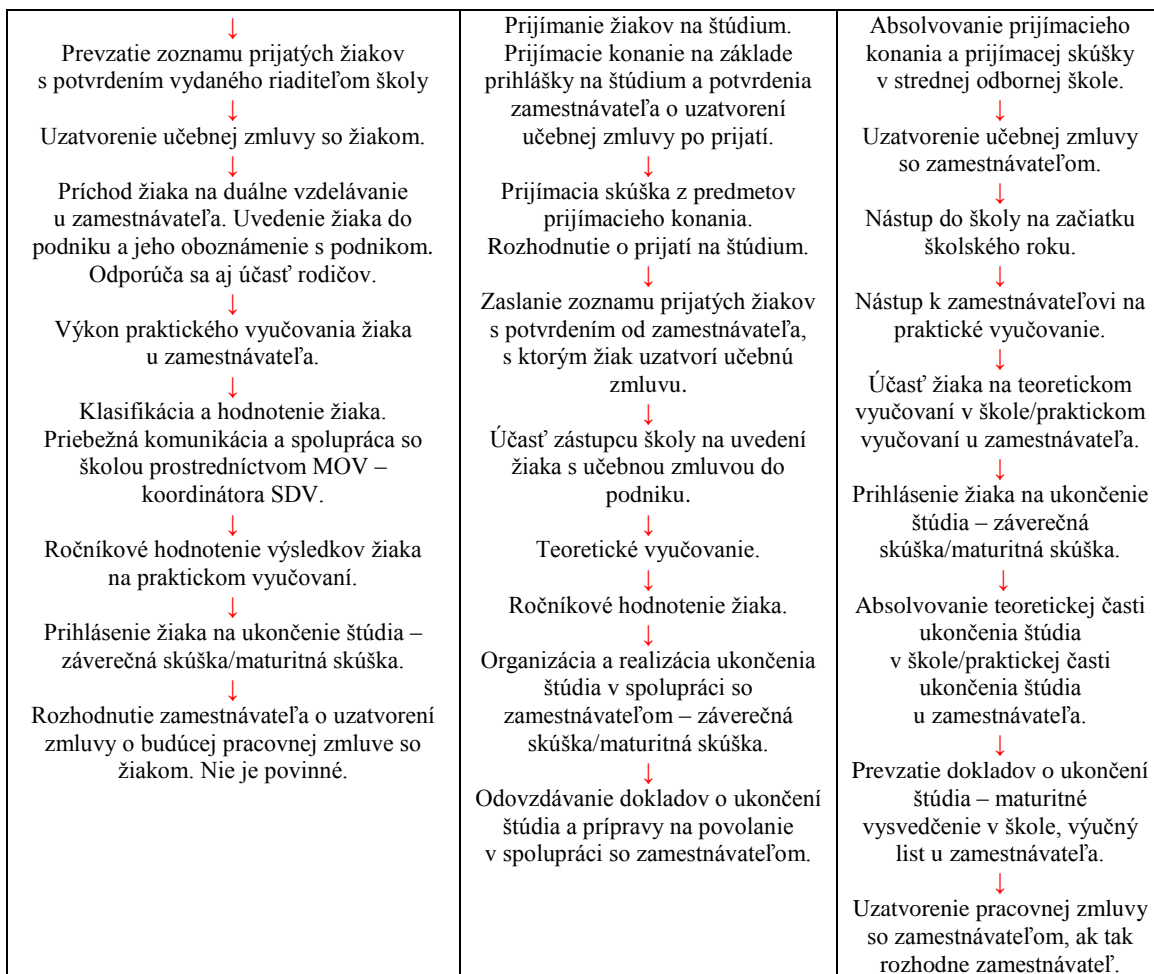 ↓
Prevzatie zoznamu prijatých žiakov
s potvrdením vydaného riaditeľom školy
↓
Uzatvorenie učebnej zmluvy so žiakom.
↓
Príchod žiaka na duálne vzdelávanie
u zamestnávateľa. Uvedenie žiaka do
podniku a jeho oboznámenie s podnikom.
Odporúča sa aj účasť rodičov.
↓
Výkon praktického vyučovania žiaka
u zamestnávateľa.
↓
Klasifikácia a hodnotenie žiaka.
Priebežná komunikácia a spolupráca so
školou prostredníctvom MOV –
koordinátora SDV.
↓
Ročníkové hodnotenie výsledkov žiaka
na praktickom vyučovaní.
↓
Prihlásenie žiaka na ukončenie štúdia –
záverečná skúška/maturitná skúška.
↓
Rozhodnutie zamestnávateľa o uzatvorení
zmluvy o budúcej pracovnej zmluve so
žiakom. Nie je povinné.
Prijímanie žiakov na štúdium.
Prijímacie konanie na základe
prihlášky na štúdium a potvrdenia
zamestnávateľa o uzatvorení
učebnej zmluvy po prijatí.
↓
Prijímacia skúška z predmetov
prijímacieho konania.
Rozhodnutie o prijatí na štúdium.
↓
Zaslanie zoznamu prijatých žiakov
s potvrdením od zamestnávateľa,
s ktorým žiak uzatvorí učebnú
zmluvu.
↓
Účasť zástupcu školy na uvedení
žiaka s učebnou zmluvou do
podniku.
↓
Teoretické vyučovanie.
↓
Ročníkové hodnotenie žiaka.
↓
Organizácia a realizácia ukončenia
štúdia v spolupráci so
zamestnávateľom – záverečná
skúška/maturitná skúška.
↓
Odovzdávanie dokladov o ukončení
štúdia a prípravy na povolanie
v spolupráci so zamestnávateľom.
Absolvovanie prijímacieho
konania a prijímacej skúšky
v strednej odbornej škole.
↓
Uzatvorenie učebnej zmluvy
so zamestnávateľom.
↓
Nástup do školy na začiatku
školského roku.
↓
Nástup k zamestnávateľovi na
praktické vyučovanie.
↓
Účasť žiaka na teoretickom
vyučovaní v škole/praktickom
vyučovaní u zamestnávateľa.
↓
Prihlásenie žiaka na ukončenie
štúdia – záverečná
skúška/maturitná skúška.
↓
Absolvovanie teoretickej časti
ukončenia štúdia
v škole/praktickej časti
ukončenia štúdia
u zamestnávateľa.
↓
Prevzatie dokladov o ukončení
štúdia – maturitné
vysvedčenie v škole, výučný
list u zamestnávateľa.
↓
Uzatvorenie pracovnej zmluvy
so zamestnávateľom, ak tak
rozhodne zamestnávateľ.